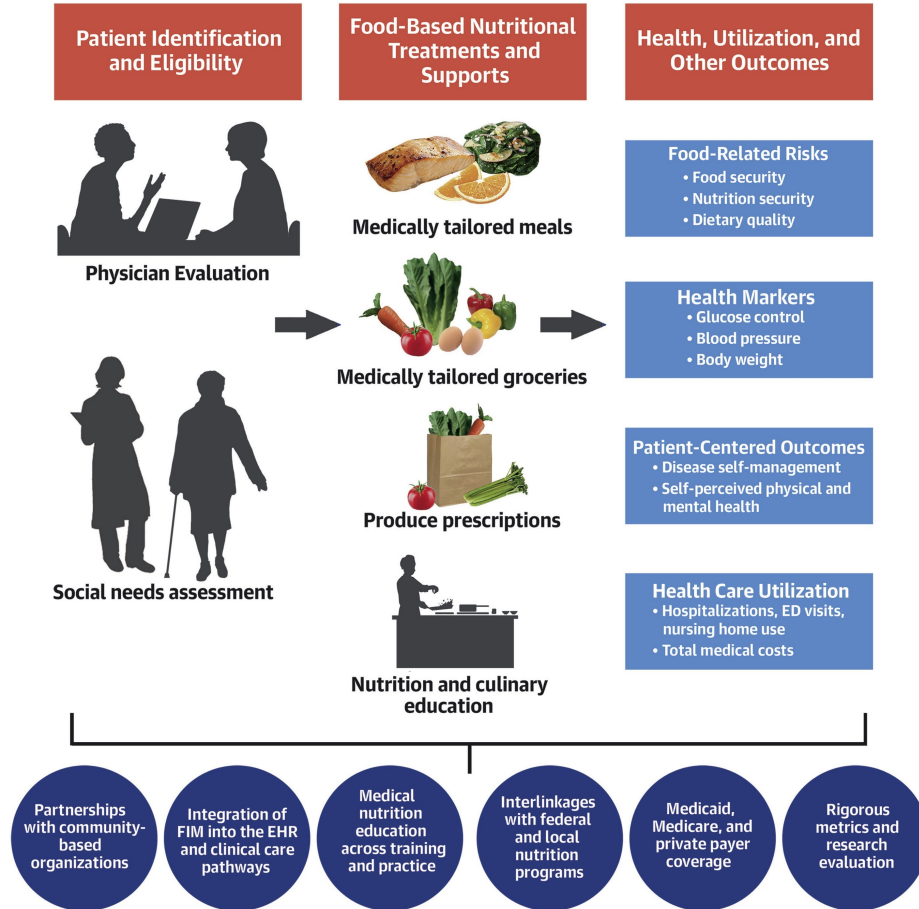 Patient Identification
and Eligibility
Food-Based Nutritional
Treatments and
Supports
Health, Utilization, and
Other Outcomes
Physician Evaluation
Social needs assessment
Medically tailored meals
Medically tailored groceries
Produce prescriptions
Nutrition and culinary
education
Food-Related Risks
• Food security
• Nutrition security
• Dietary quality
Health Markers
• Glucose control
• Blood pressure
• Body weight
Patient-Centered Outcomes
• Disease self-management
• Self-perceived physical and
mental health
Health Care Utilization
• Hospitalizations, ED visits,
nursing home use
• Total medical costs
Partnerships
with community-
based
organizations
Integration of
FIM into the EHR
and clinical care
pathways
Medical
nutrition
education
across training
and practice
Interlinkages
with federal
and local
nutrition
programs
Medicaid,
Medicare, and
private payer
coverage
Rigorous
metrics and
research
evaluation